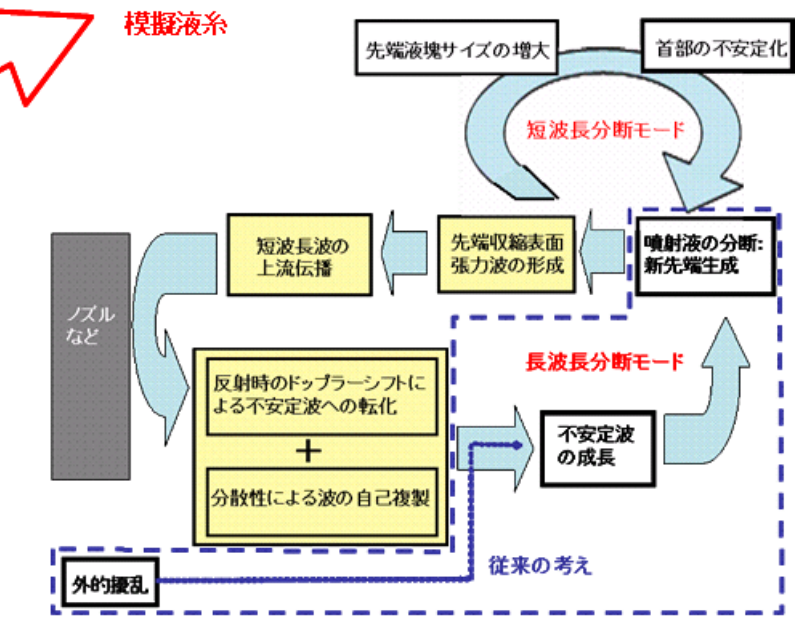 模擬液糸
先端液塊サイズの増大
首部の不安定化
短波長分断モード
噴射液の分断:
新先端生成
先端収縮表面
張力波の形成
短波長波の
上流伝播
ノズル
など
反射時のドップラーシフトに
よる不安定波への転化
+
分散性による波の自己複製
長波長分断モード
不安定波
の成長
従来の考え
外的擾乱